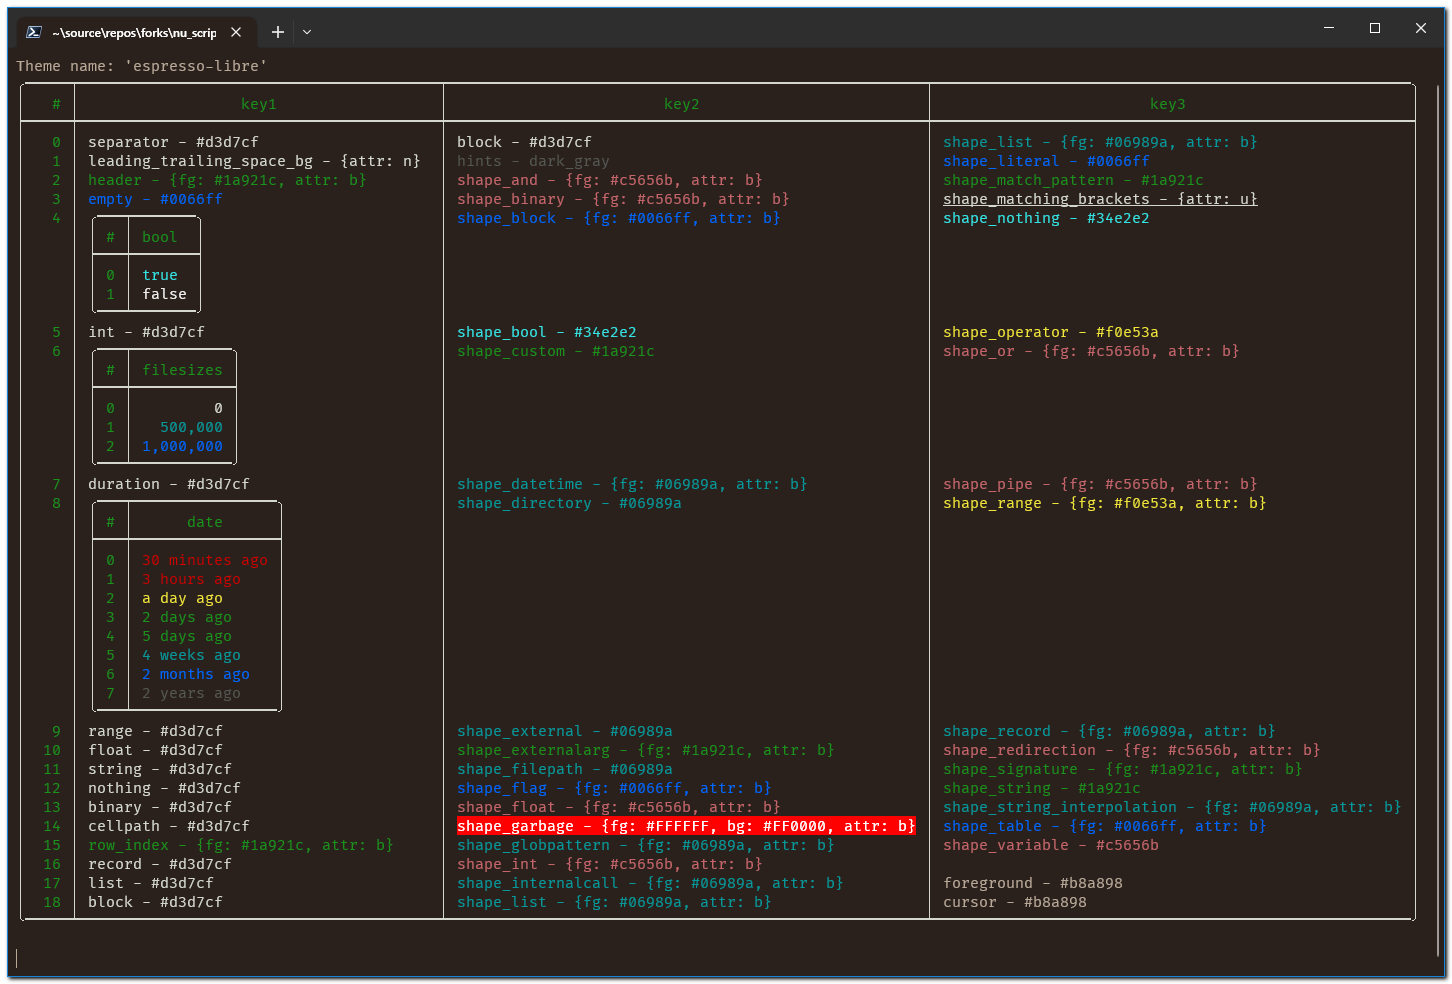 ~\source\repos\forks\nu_scrip
Theme name: 'espresso-libre'
# key1 key2 key3
0 separator - #d3d7cf block - #d3d7cf shape_list - {fg: #06989a, attr: b}
1 leading_trailing_space_bg - {attr: n} hints - dark_gray shape_literal - #0066ff
2 header - {fg: #1a921c, attr: b} shape_and - {fg: #c5656b, attr: b} shape_match_pattern - #1a921c
3 empty - #0066ff shape_binary - {fg: #c5656b, attr: b} shape_matching_brackets - {attr: u}
4 shape_block - {fg: #0066ff, attr: b} shape_nothing - #34e2e2
# bool
0 true
1 false
5 int - #d3d7cf shape_bool - #34e2e2 shape_operator - #f0e53a
6 shape_custom - #1a921c shape_or - {fg: #c5656b, attr: b}
# filesizes
0 0
1 500,000
2 1,000,000
7 duration - #d3d7cf shape_datetime - {fg: #06989a, attr: b} shape_pipe - {fg: #c5656b, attr: b}
8 shape_directory - #06989a shape_range - {fg: #f0e53a, attr: b}
# date
0 30 minutes ago
1 3 hours ago
2 a day ago
3 2 days ago
4 5 days ago
5 4 weeks ago
6 2 months ago
7 2 years ago
9 range - #d3d7cf shape_external - #06989a shape_record - {fg: #06989a, attr: b}
10 float - #d3d7cf shape_externalarg - {fg: #1a921c, attr: b} shape_redirection - {fg: #c5656b, attr: b}
11 string - #d3d7cf shape_filepath - #06989a shape_signature - {fg: #1a921c, attr: b}
12 nothing - #d3d7cf shape_flag - {fg: #0066ff, attr: b} shape_string - #1a921c
13 binary - #d3d7cf shape_float - {fg: #c5656b, attr: b} shape_string_interpolation - {fg: #06989a, attr: b}
14 cellpath - #d3d7cf shape_garbage - {fg: #FFFFFF, bg: #FF0000, attr: b} shape_table - {fg: #0066ff, attr: b}
15 row_index - {fg: #1a921c, attr: b} shape_globpattern - {fg: #06989a, attr: b} shape_variable - #c5656b
16 record - #d3d7cf shape_int - {fg: #c5656b, attr: b}
17 list - #d3d7cf shape_internalcall - {fg: #06989a, attr: b} foreground - #b8a898
18 block - #d3d7cf shape_list - {fg: #06989a, attr: b} cursor - #b8a898